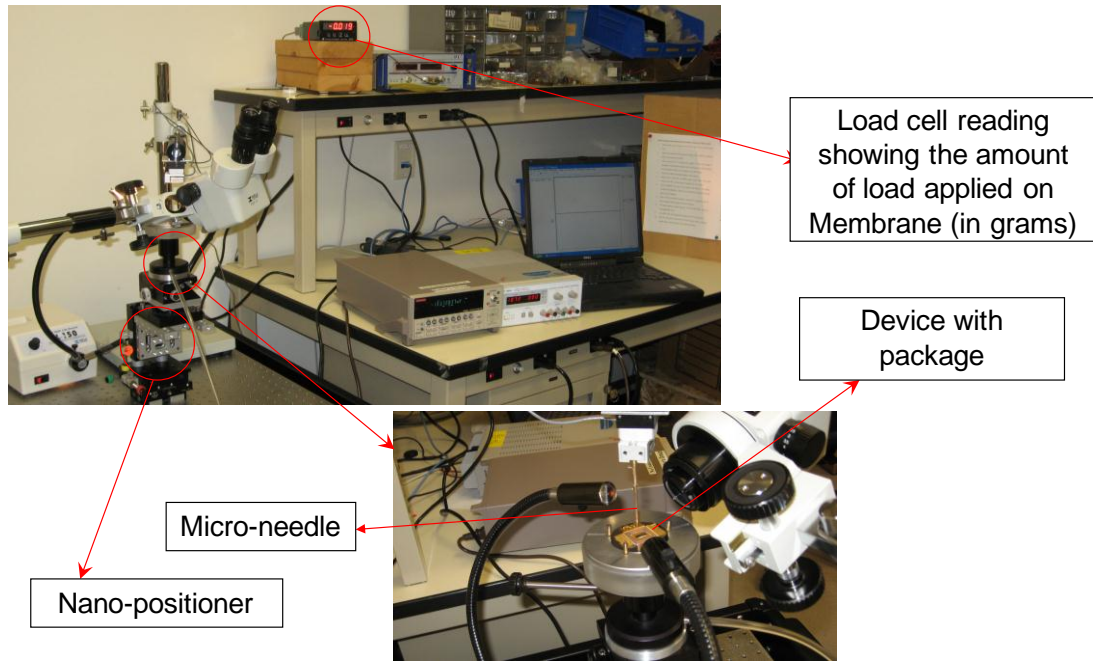 -0.019
Load cell reading
showing the amount
of load applied on
Membrane (in grams)
Device with
package
Micro-needle
Nano-positioner
150